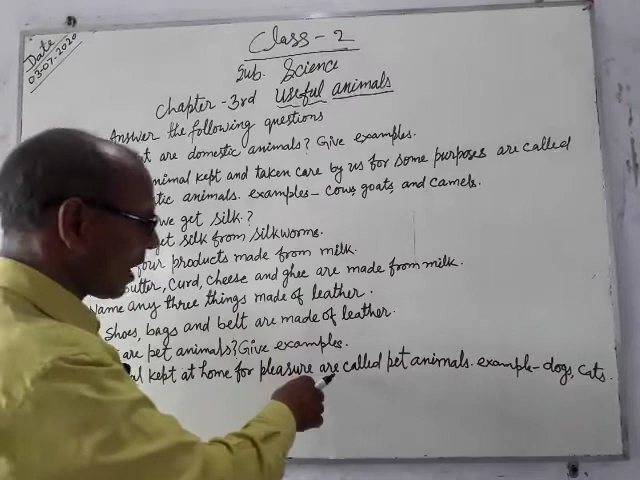 Date
03.07.2020
Class-2
Sub. Science
Chapter-3rd Useful animals
Answer the following questions
at are domestic animals? Give examples.
nimal kept and taken care by us for some purposes are called
tic animals. examples- cows, goats, and camels.
we get silk?
get silk from silkworms.
four products made from milk.
utter, curd, cheese and ghee are made from milk.
Name any three things made of leather.
Shoes, bags and belt are made of leather.
are pet animals? Give examples.
al kept at home for pleasure are called pet animals. example- dogs, cats.